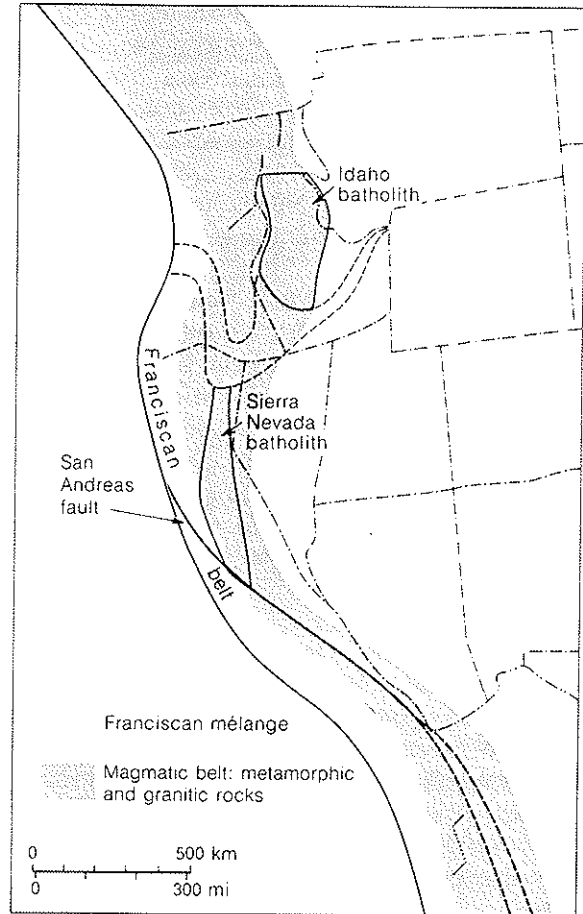 Idaho
batholith
Franciscan
Sierra
Nevada
batholith
San
Andreas
fault
belt
Franciscan mélange
Magmatic belt: metamorphic
and granitic rocks
0 500 km
0 300 mi